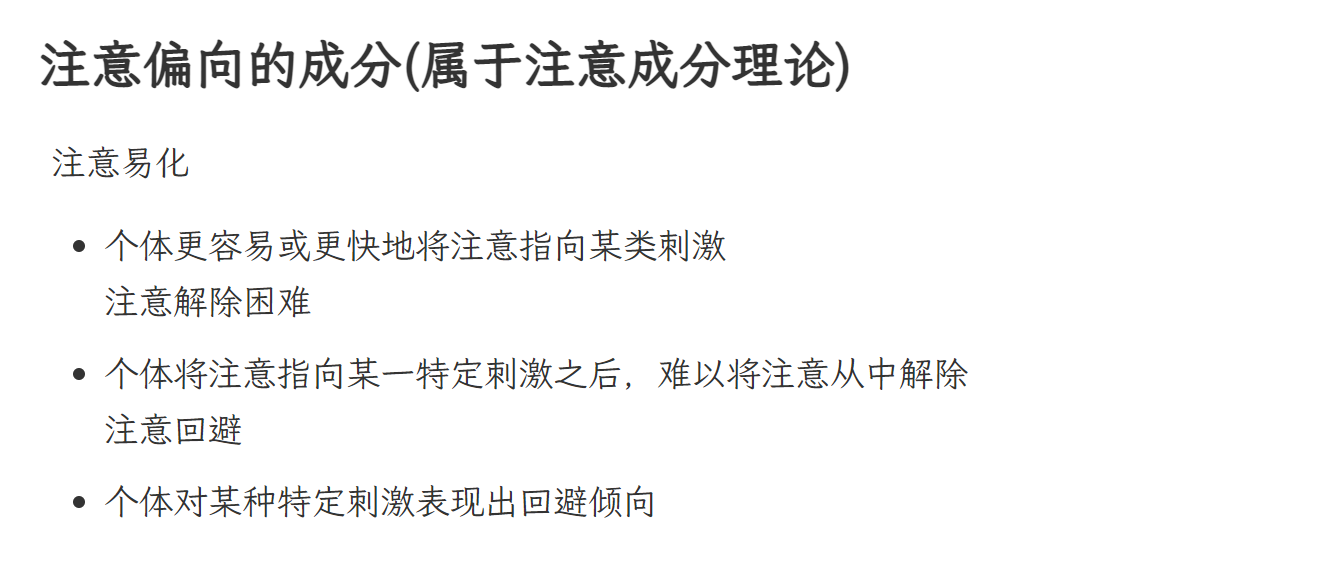 注意偏向的成分(属于注意成分理论)
注意易化
个体更容易或更快地将注意指向某类刺激
注意解除困难
个体将注意指向某一特定刺激之后，难以将注意从中解除
注意回避
个体对某种特定刺激表现出回避倾向